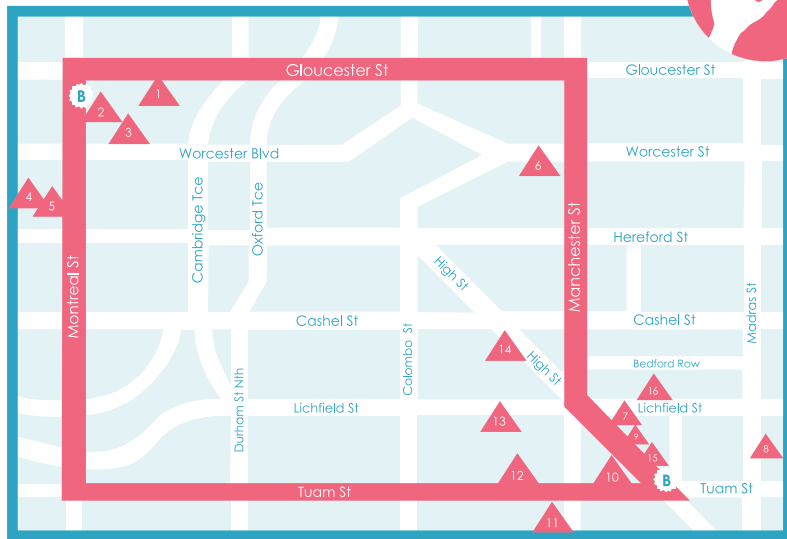 Gloucester St
Gloucester St
B
1
2
3
Worcester Blvd
Worcester St
6
4
5
Cambridge Tce
Oxford Tce
Manchester St
Hereford St
Montreal St
High St
Madras St
Cashel St
Cashel St
Colombo St
14
High St
Bedford Row
16
Durham St Nth
Lichfield St
Lichfield St
13
7
9
8
15
12
10
B
Tuam St
Tuam St
11